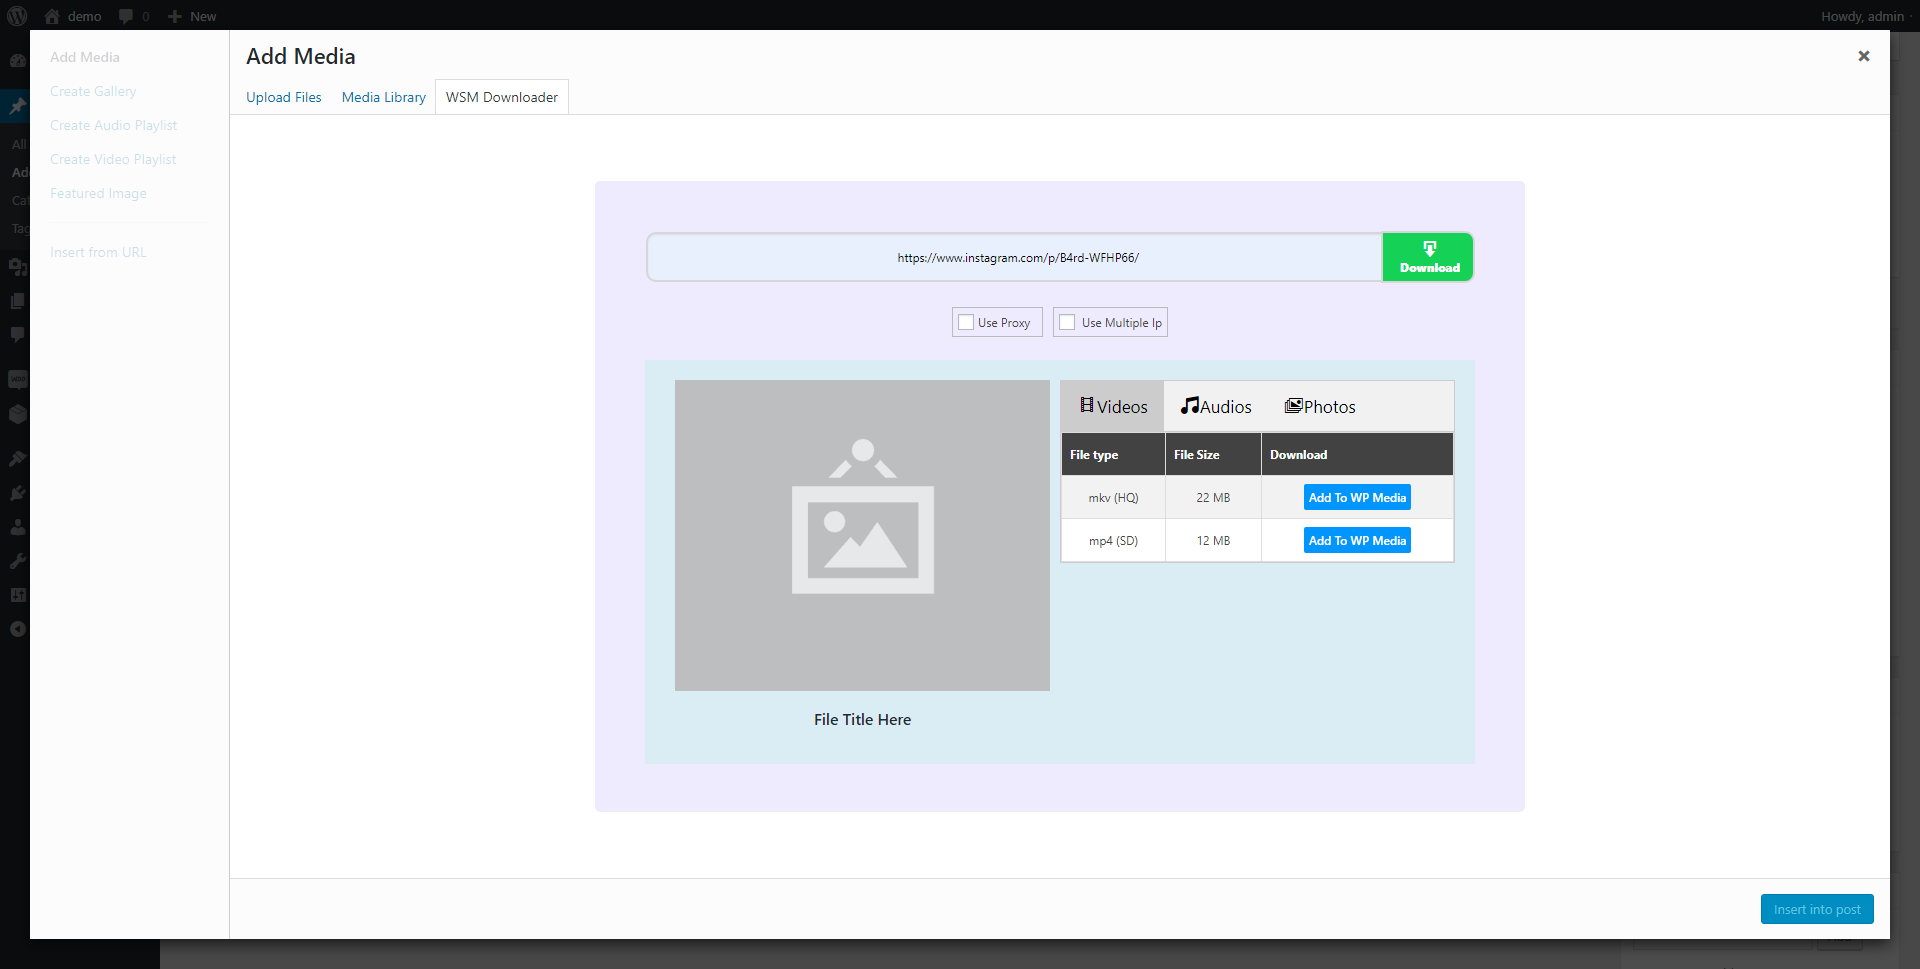 demo 0 New Howdy, admin
All
Add Media
Create Gallery
Create Audio Playlist
Create Video Playlist
Featured Image
Insert from URL
Add Media
Upload Files Media Library WSM Downloader
https://www.instagram.com/p/B4rd-WFHP66/ Download
Use Proxy Use Multiple Ip
Videos Audios Photos
File type File Size Download
mkv (HQ) 22 MB Add To WP Media
mp4 (SD) 12 MB Add To WP Media
File Title Here
Insert into post